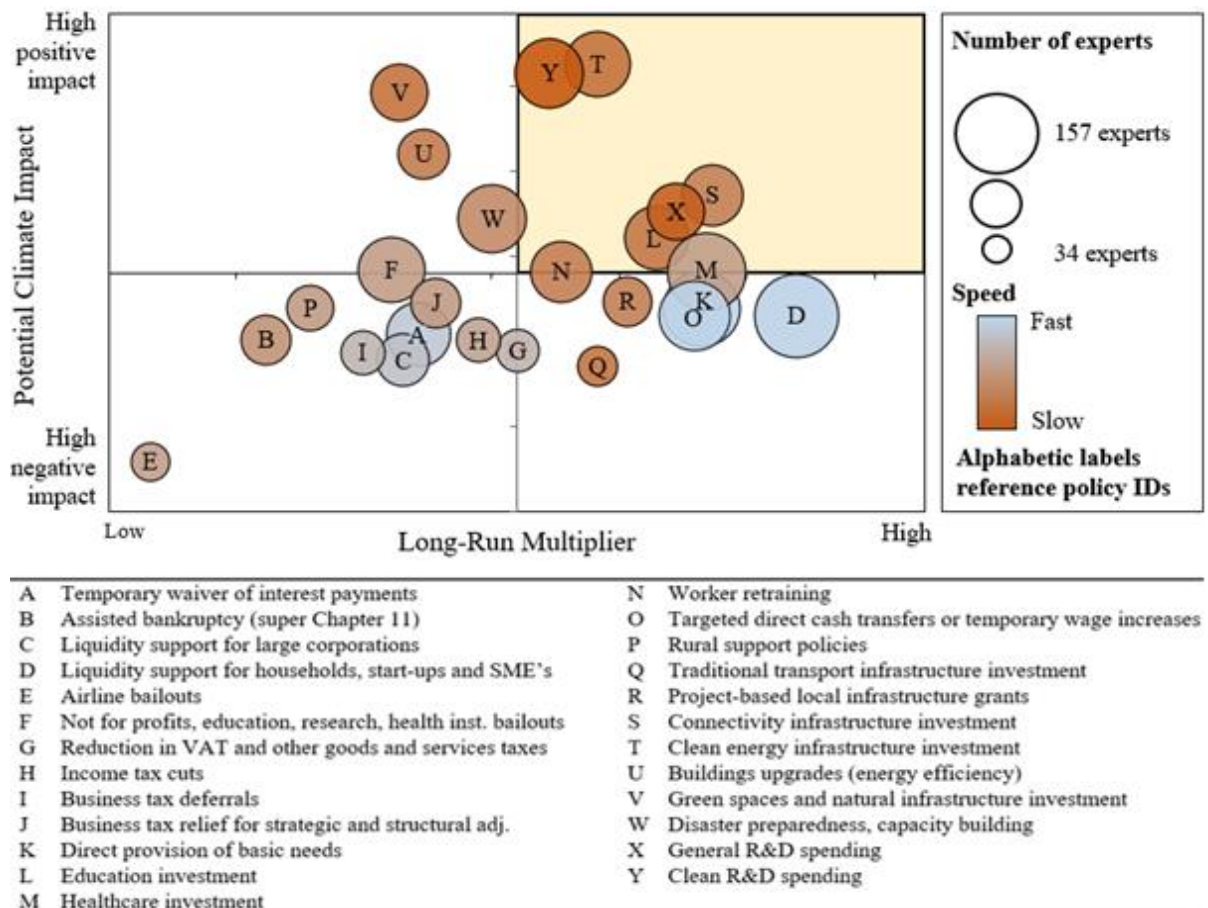 High
positive
impact
Potential Climate Impact
High
negative
impact
Y
T
V
U
W
S
X
L
F
N
M
P
J
R
K
O
D
B
A
I
C
H
G
Q
E
Low
Long-Run Multiplier
High
Number of experts
157 experts
34 experts
Speed
Fast
Slow
Alphabetic labels
reference policy IDs
A Temporary waiver of interest payments
B Assisted bankruptcy (super Chapter 11)
C Liquidity support for large corporations
D Liquidity support for households, start-ups and SME's
E Airline bailouts
F Not for profits, education, research, health inst. bailouts
G Reduction in VAT and other goods and services taxes
H Income tax cuts
I Business tax deferrals
J Business tax relief for strategic and structural adj.
K Direct provision of basic needs
L Education investment
M Healthcare investment
N Worker retraining
O Targeted direct cash transfers or temporary wage increases
P Rural support policies
Q Traditional transport infrastructure investment
R Project-based local infrastructure grants
S Connectivity infrastructure investment
T Clean energy infrastructure investment
U Buildings upgrades (energy efficiency)
V Green spaces and natural infrastructure investment
W Disaster preparedness, capacity building
X General R&D spending
Y Clean R&D spending